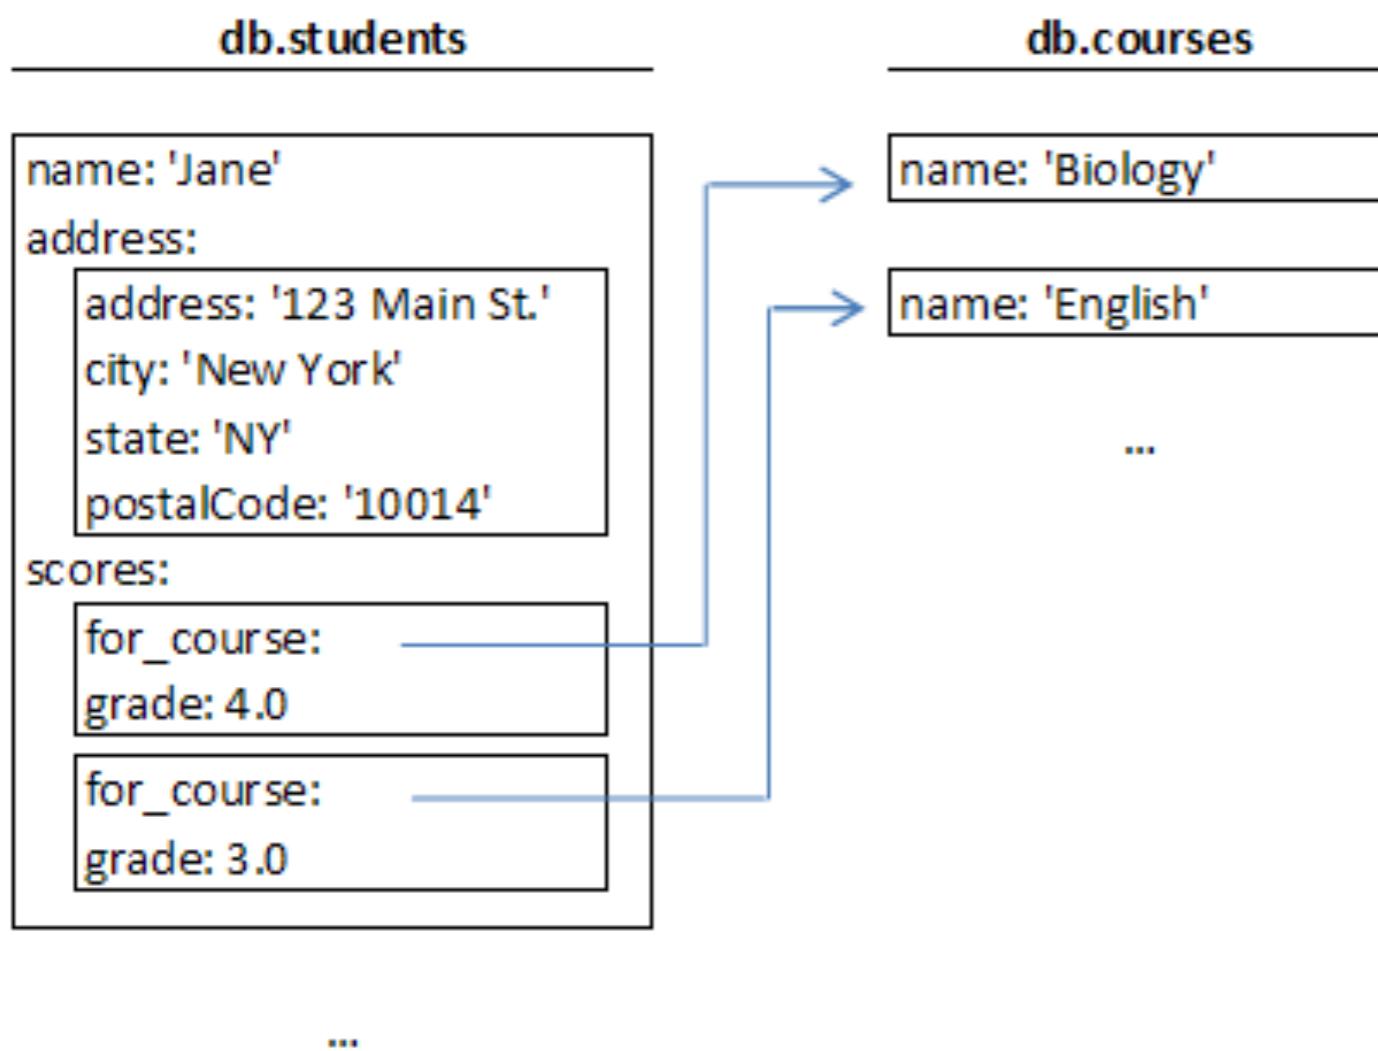 db.students
name: 'Jane'
address:
address: '123 Main St.'
city: 'New York'
state: 'NY'
postalCode: '10014'
scores:
for_course:
grade: 4.0
for_course:
grade: 3.0
...
db.courses
name: 'Biology'
name: 'English'
...